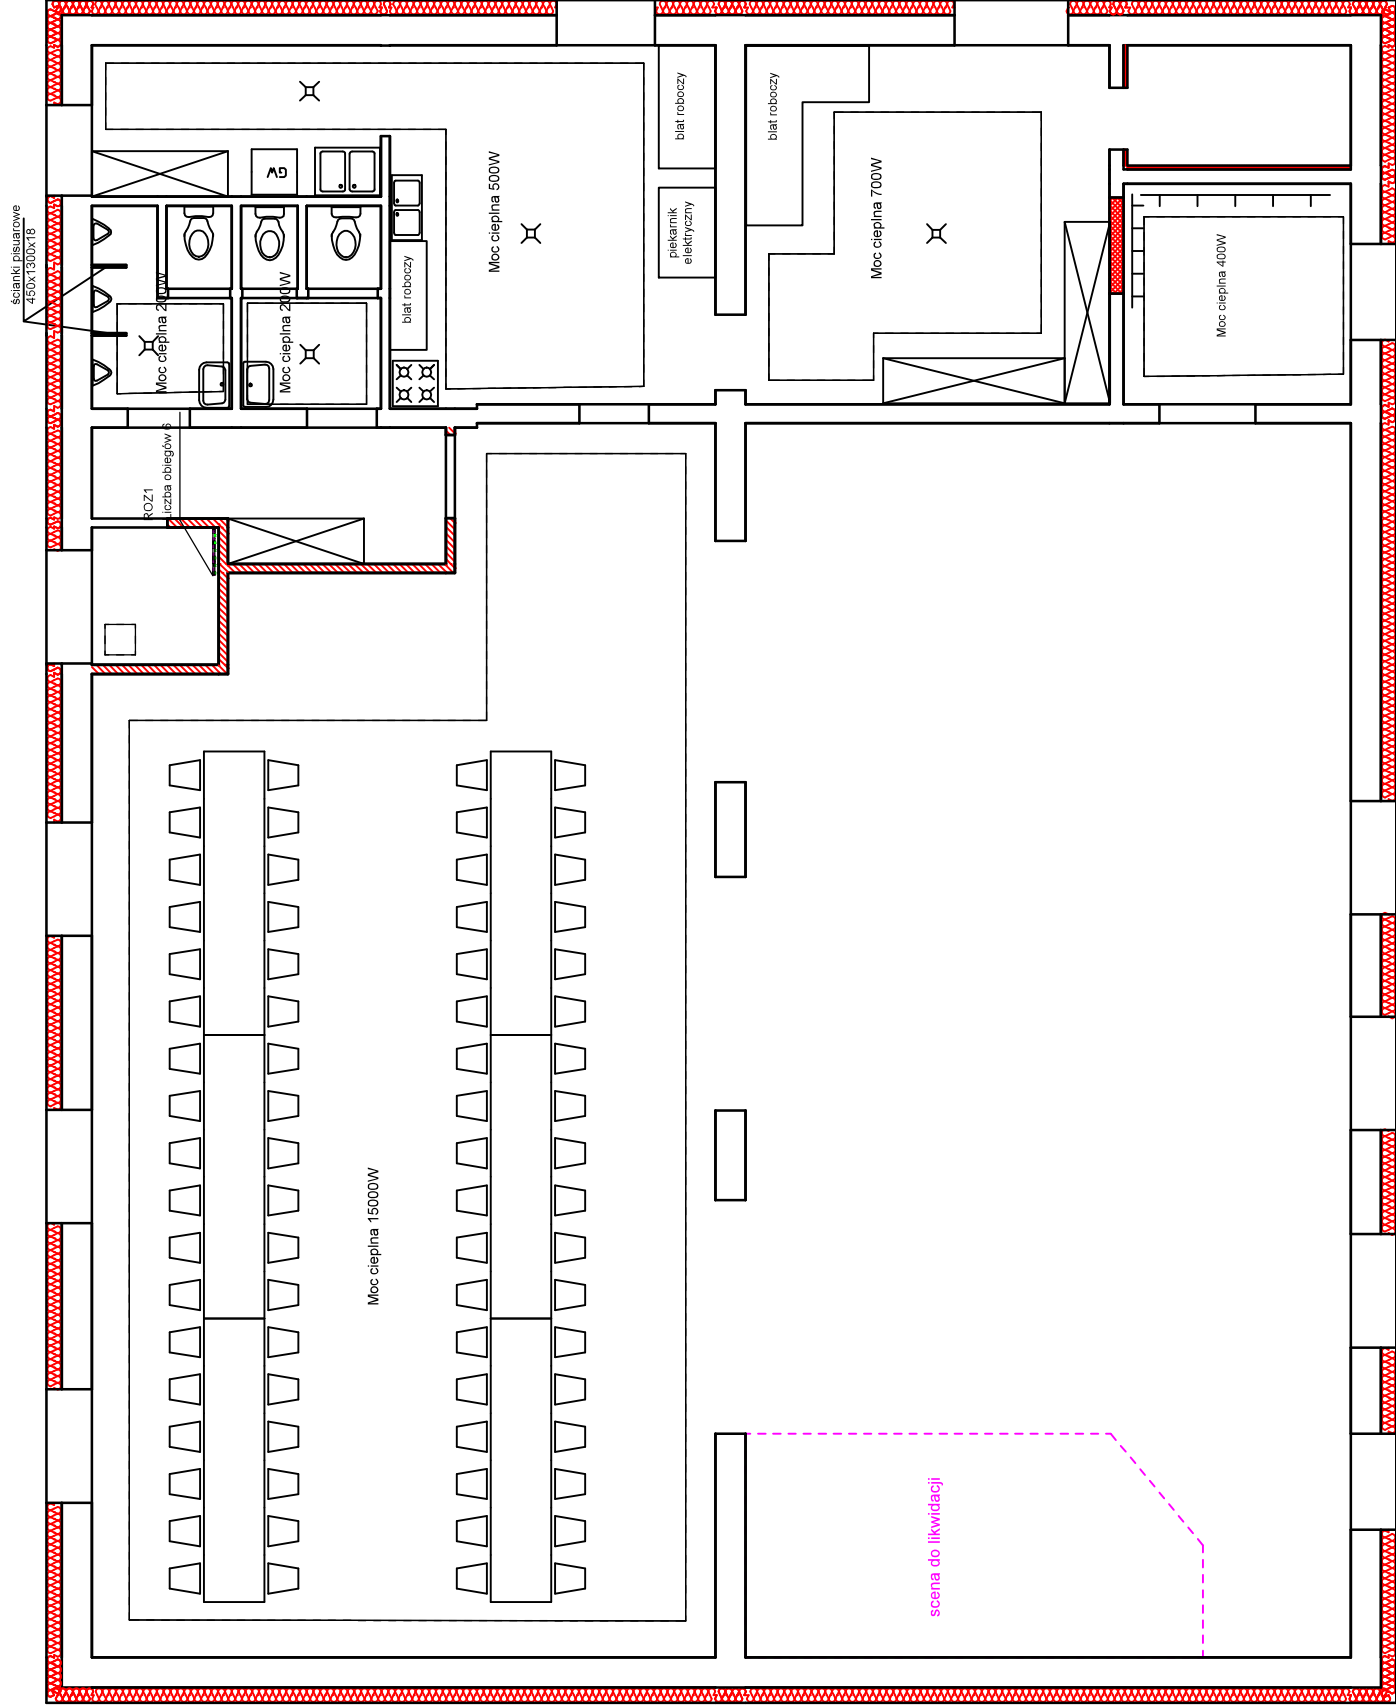 ścianki pisuarowe
450x1300x18
GW
Moc cieplna 200W
Moc cieplna 200W
blat roboczy
Moc cieplna 500W
blat roboczy
piekarnik
elektryczny
blat roboczy
Moc cieplna 700W
Moc cieplna 400W
ROZ1
Liczba obiegów 6
Moc cieplna 15000W
scena do likwidacji